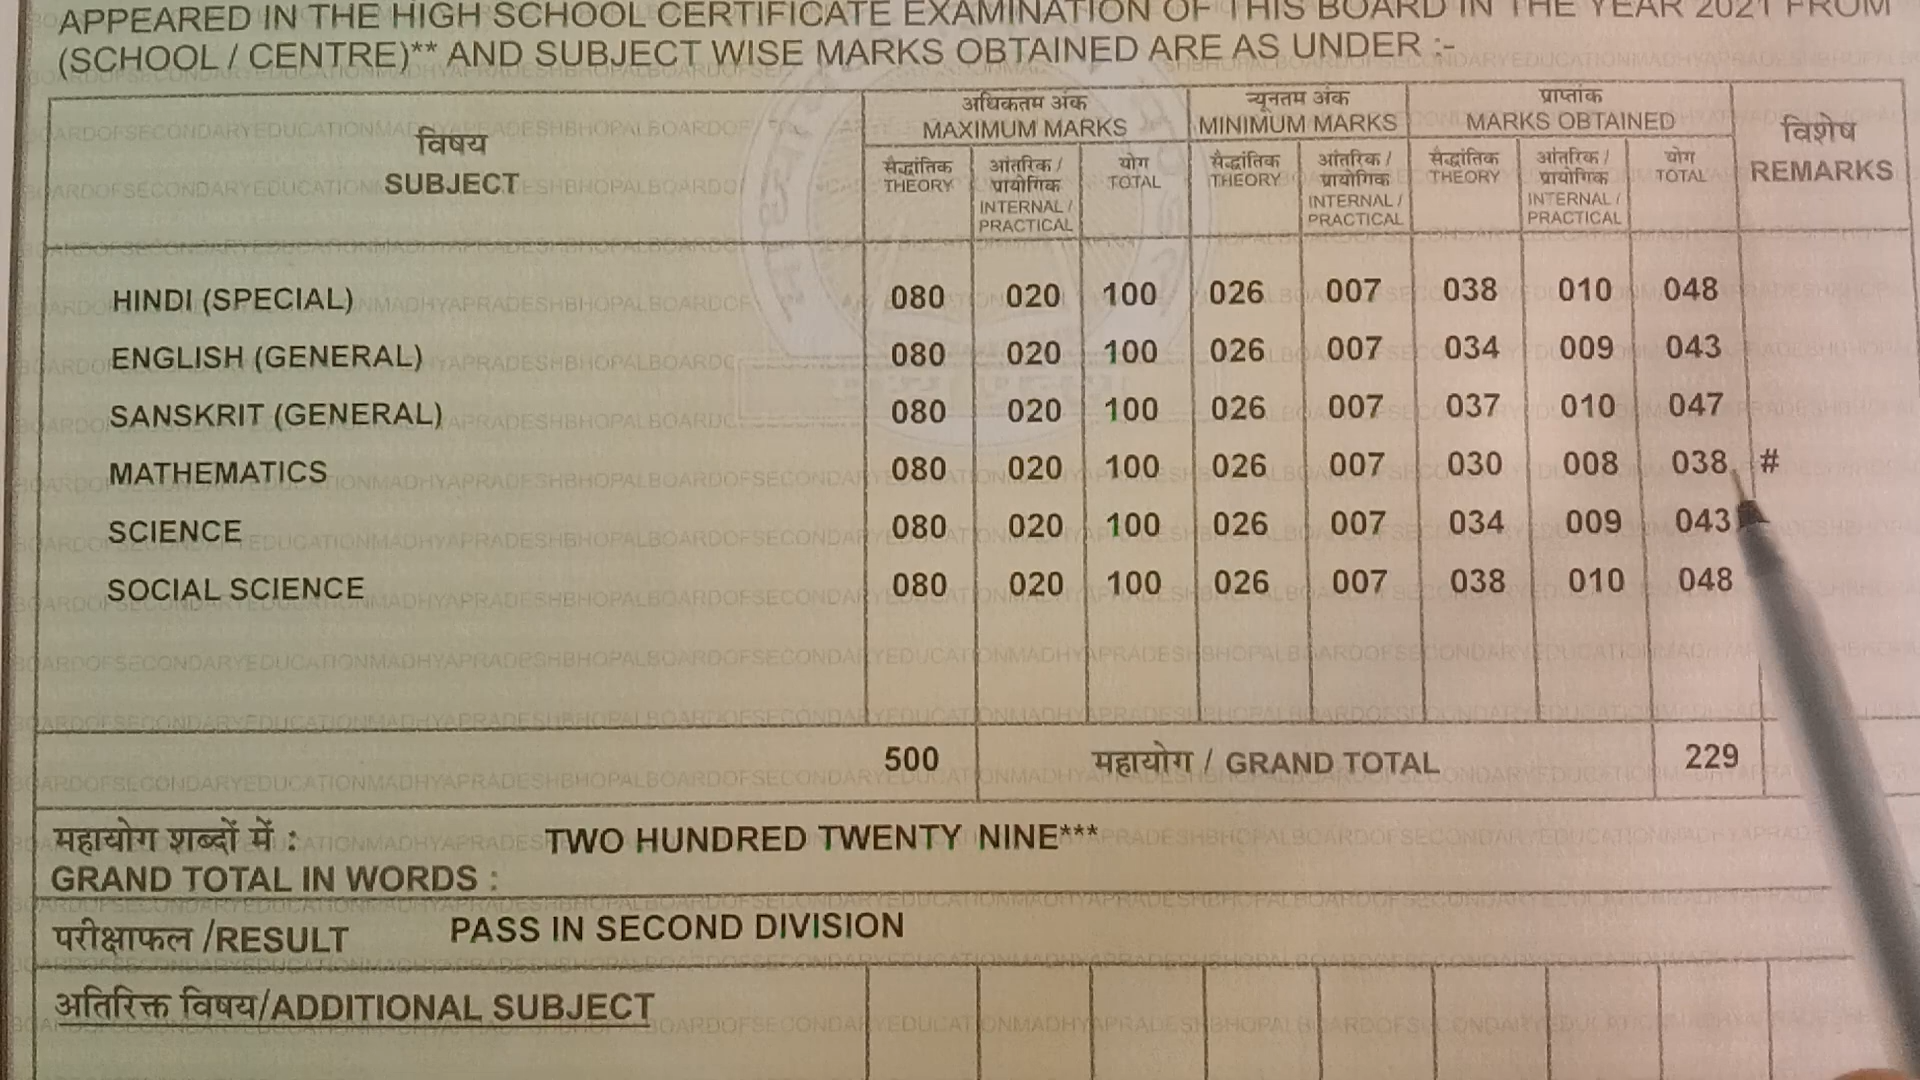 APPEARED IN THE HIGH SCHOOL CERTIFICATE EXAMINATION OF THIS BOARD IN THE YEAR 2021 FROM
(SCHOOL / CENTRE)** AND SUBJECT WISE MARKS OBTAINED ARE AS UNDER :-
विषय
SUBJECT
अधिकतम अंक
MAXIMUM MARKS
न्यूनतम अंक
MINIMUM MARKS
प्राप्तांक
MARKS OBTAINED
विशेष
REMARKS
सैद्धांतिक
THEORY
आंतरिक /
प्रायोगिक
INTERNAL /
PRACTICAL
योग
TOTAL
सैद्धांतिक
THEORY
आंतरिक /
प्रायोगिक
INTERNAL /
PRACTICAL
सैद्धांतिक
THEORY
आंतरिक /
प्रायोगिक
INTERNAL /
PRACTICAL
योग
TOTAL
HINDI (SPECIAL) 080 020 100 026 007 038 010 048
ENGLISH (GENERAL) 080 020 100 026 007 034 009 043
SANSKRIT (GENERAL) 080 020 100 026 007 037 010 047
MATHEMATICS 080 020 100 026 007 030 008 038 #
SCIENCE 080 020 100 026 007 034 009 043
SOCIAL SCIENCE 080 020 100 026 007 038 010 048
500 महायोग / GRAND TOTAL 229
महायोग शब्दों में : TWO HUNDRED TWENTY NINE***
GRAND TOTAL IN WORDS :
परीक्षाफल /RESULT PASS IN SECOND DIVISION
अतिरिक्त विषय/ADDITIONAL SUBJECT